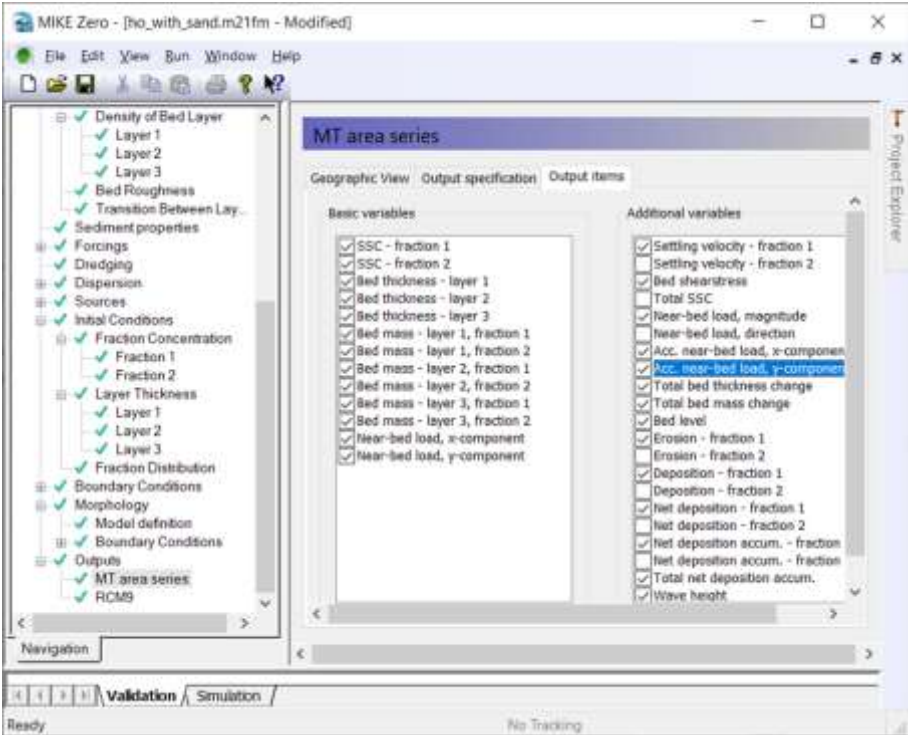 MIKE Zero - [ho_with_sand.m21fm - Modified]
File Edit View Run Window Help
Density of Bed Layer
Layer 1
Layer 2
Layer 3
Bed Roughness
Transition Between Lay...
Sediment properties
Forcings
Dredging
Dispersion
Sources
Initial Conditions
Fraction Concentration
Fraction 1
Fraction 2
Layer Thickness
Layer 1
Layer 2
Layer 3
Fraction Distribution
Boundary Conditions
Morphology
Model definition
Boundary Conditions
Outputs
MT area series
RCM9
Navigation
MT area series
Geographic View Output specification Output items
Basic variables
SSC - fraction 1
SSC - fraction 2
Bed thickness - layer 1
Bed thickness - layer 2
Bed thickness - layer 3
Bed mass - layer 1, fraction 1
Bed mass - layer 1, fraction 2
Bed mass - layer 2, fraction 1
Bed mass - layer 2, fraction 2
Bed mass - layer 3, fraction 1
Bed mass - layer 3, fraction 2
Near-bed load, x-component
Near-bed load, y-component
Additional variables
Settling velocity - fraction 1
Settling velocity - fraction 2
Bed shearstress
Total SSC
Near-bed load, magnitude
Near-bed load, direction
Acc. near-bed load, x-componen
Acc. near-bed load, y-componen
Total bed thickness change
Total bed mass change
Bed level
Erosion - fraction 1
Erosion - fraction 2
Deposition - fraction 1
Deposition - fraction 2
Net deposition - fraction 1
Net deposition - fraction 2
Net deposition accum. - fraction
Net deposition accum. - fraction
Total net deposition accum.
Wave height
Project Explorer
Validation Simulation
Ready
No Tracking